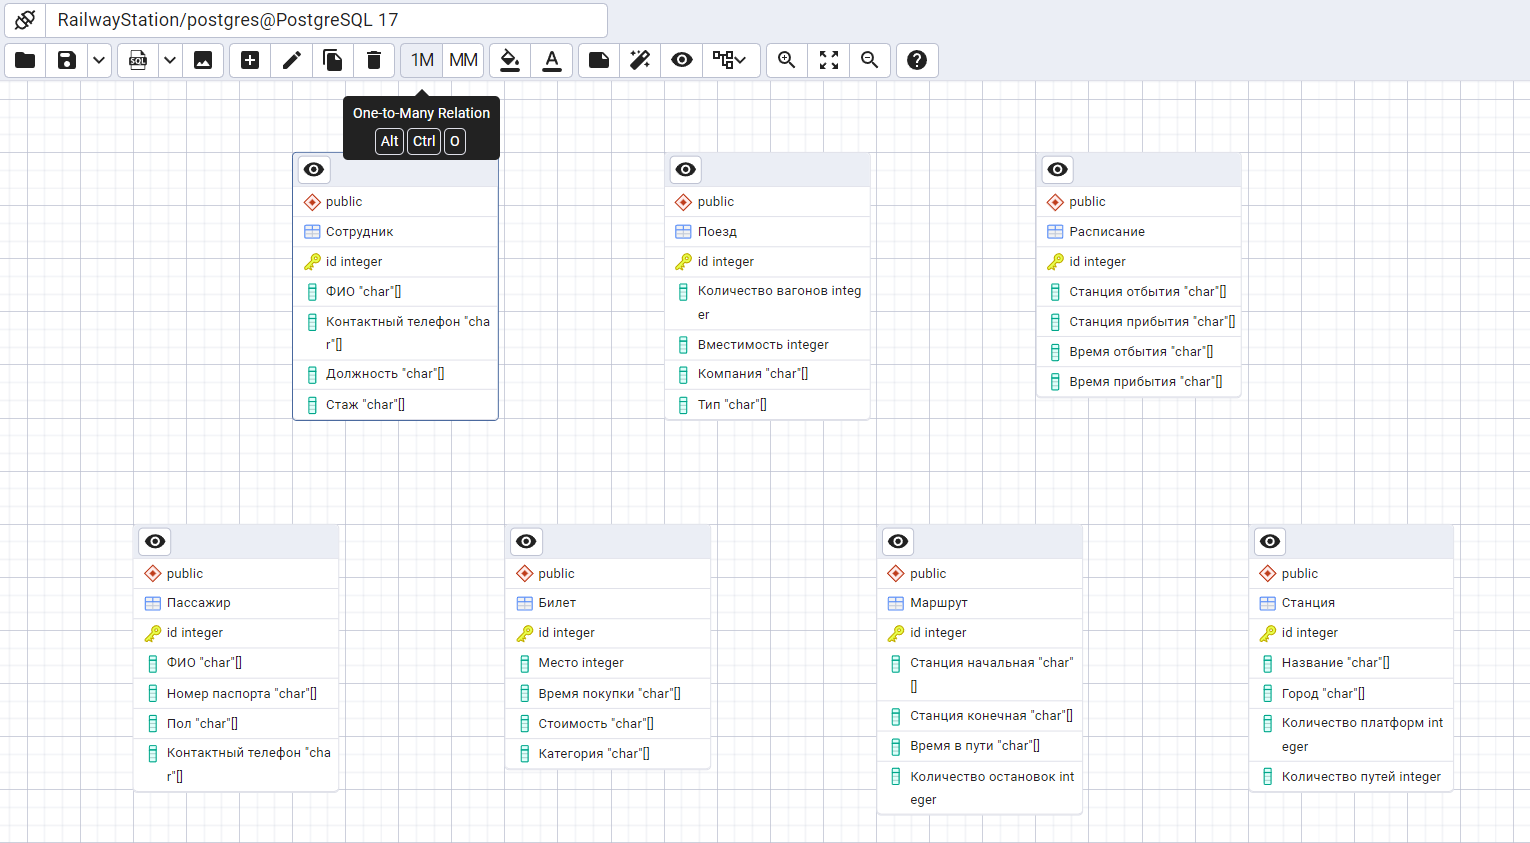 RailwayStation/postgres@PostgreSQL 17
SQL
1M
MM
A
One-to-Many Relation
Alt Ctrl O
public
Сотрудник
id integer
ФИО "char"[]
Контактный телефон "cha
r"[]
Должность "char"[]
Стаж "char"[]
public
Поезд
id integer
Количество вагонов integ
er
Вместимость integer
Компания "char"[]
Тип "char"[]
public
Расписание
id integer
Станция отбытия "char"[]
Станция прибытия "char"[]
Время отбытия "char"[]
Время прибытия "char"[]
public
Пассажир
id integer
ФИО "char"[]
Номер паспорта "char"[]
Пол "char"[]
Контактный телефон "cha
r"[]
public
Билет
id integer
Место integer
Время покупки "char"[]
Стоимость "char"[]
Категория "char"[]
public
Маршрут
id integer
Станция начальная "char"
[]
Станция конечная "char"[]
Время в пути "char"[]
Количество остановок int
eger
public
Станция
id integer
Название "char"[]
Город "char"[]
Количество платформ int
eger
Количество путей integer